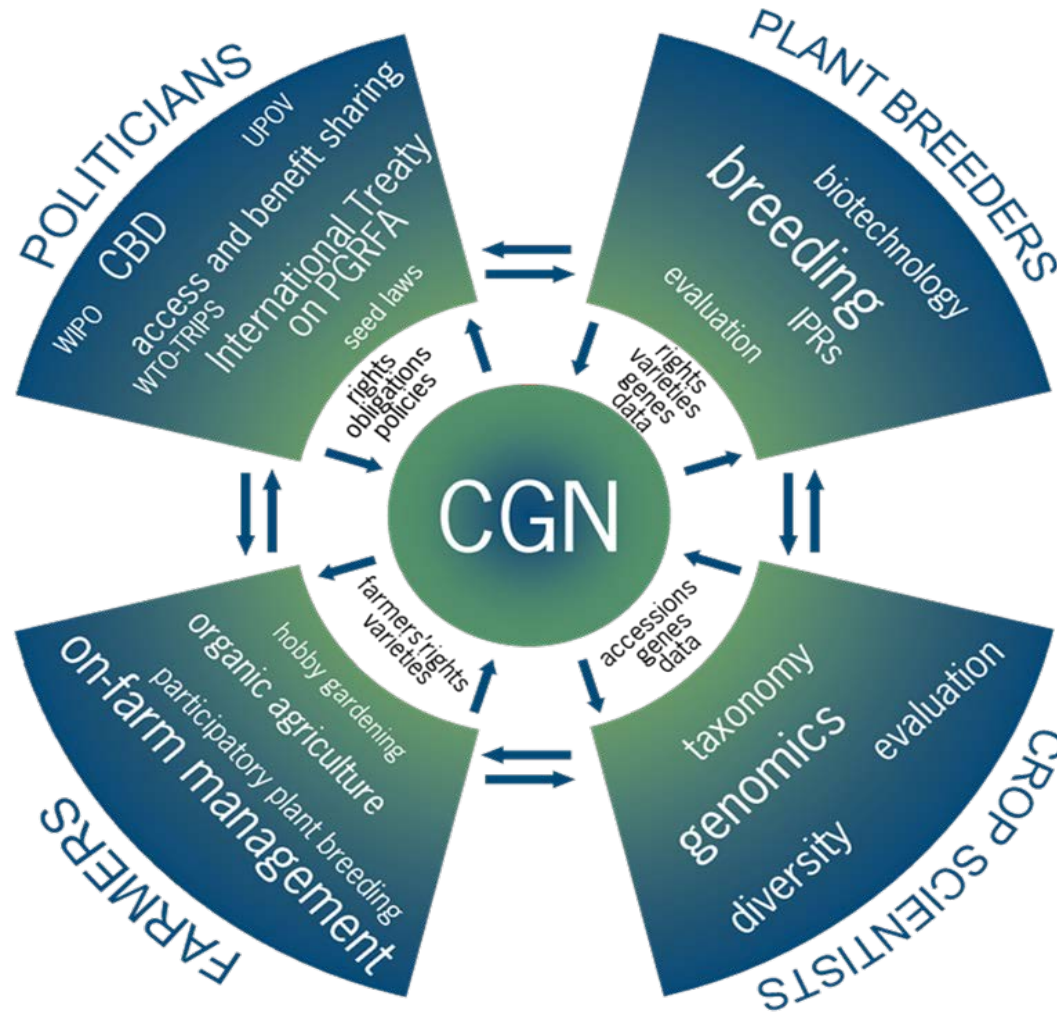 POLITICIANS
UPOV
access and benefit sharing
CBD
International Treaty
on PGRFA
WIPO
WTO-TRIPS
seed laws
rights
obligations
policies
PLANT BREEDERS
biotechnology
breeding
IPRs
evaluation
rights
varieties
genes
data
CGN
FARMERS
hobby gardening
organic agriculture
participatory plant breeding
on-farm management
farmers' rights
varieties
accessions
genes
data
taxonomy
genomics
evaluation
diversity
CROP SCIENTISTS